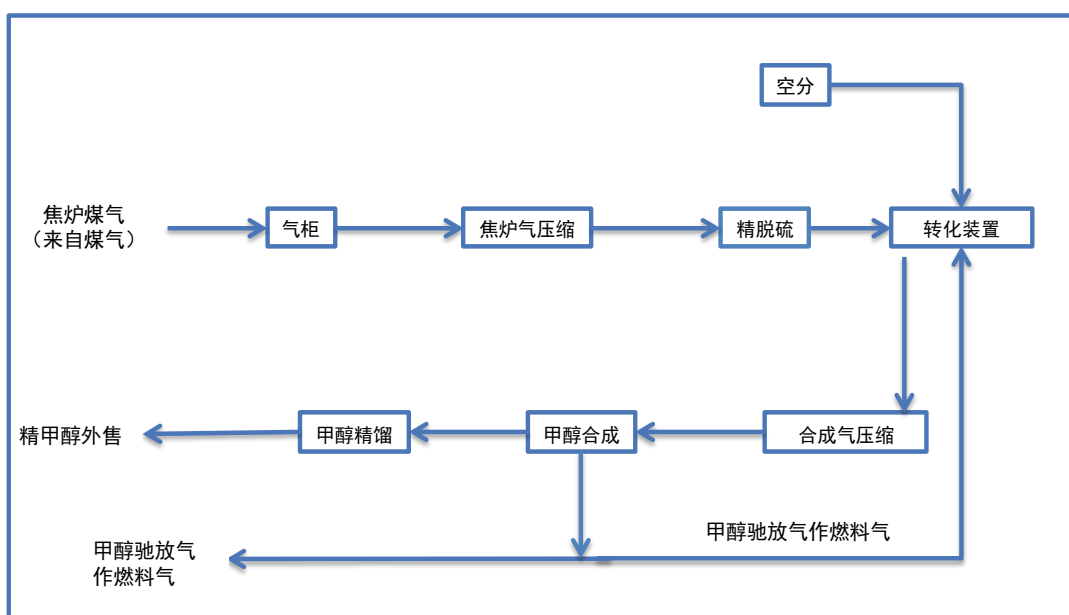 空分
焦炉煤气
（来自煤气）
气柜
焦炉气压缩
精脱硫
转化装置
精甲醇外售
甲醇精馏
甲醇合成
合成气压缩
甲醇驰放气作燃料气
甲醇驰放气
作燃料气